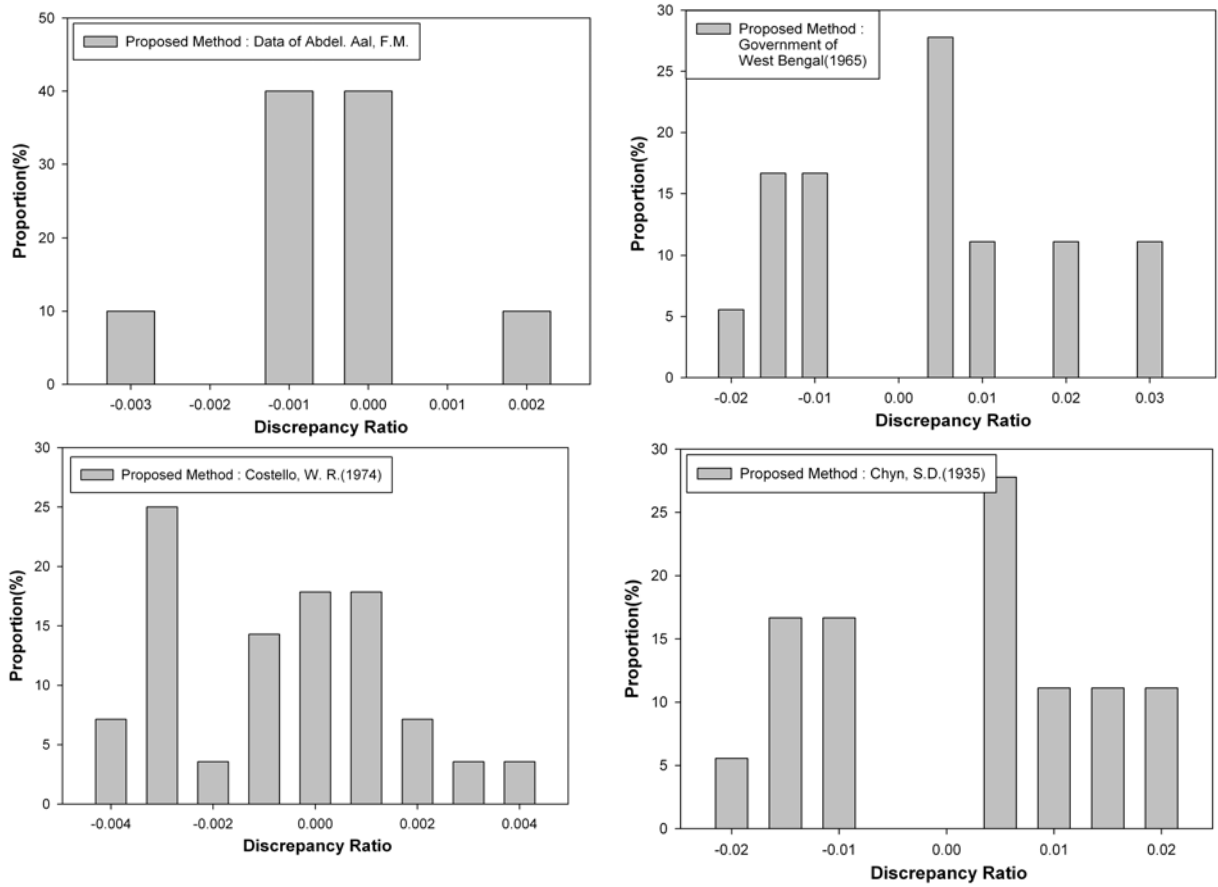 Proposed Method : Data of Abdel. Aal, F.M.
Proportion(%)
50
40
30
20
10
0
-0.003 -0.002 -0.001 0.000 0.001 0.002
Discrepancy Ratio
Proposed Method :
Government of
West Bengal(1965)
Proportion(%)
30
25
20
15
10
5
0
-0.02 -0.01 0.00 0.01 0.02 0.03
Discrepancy Ratio
Proposed Method : Costello, W. R.(1974)
Proportion(%)
30
25
20
15
10
5
0
-0.004 -0.002 0.000 0.002 0.004
Discrepancy Ratio
Proposed Method : Chyn, S.D.(1935)
Proportion(%)
30
25
20
15
10
5
0
-0.02 -0.01 0.00 0.01 0.02
Discrepancy Ratio